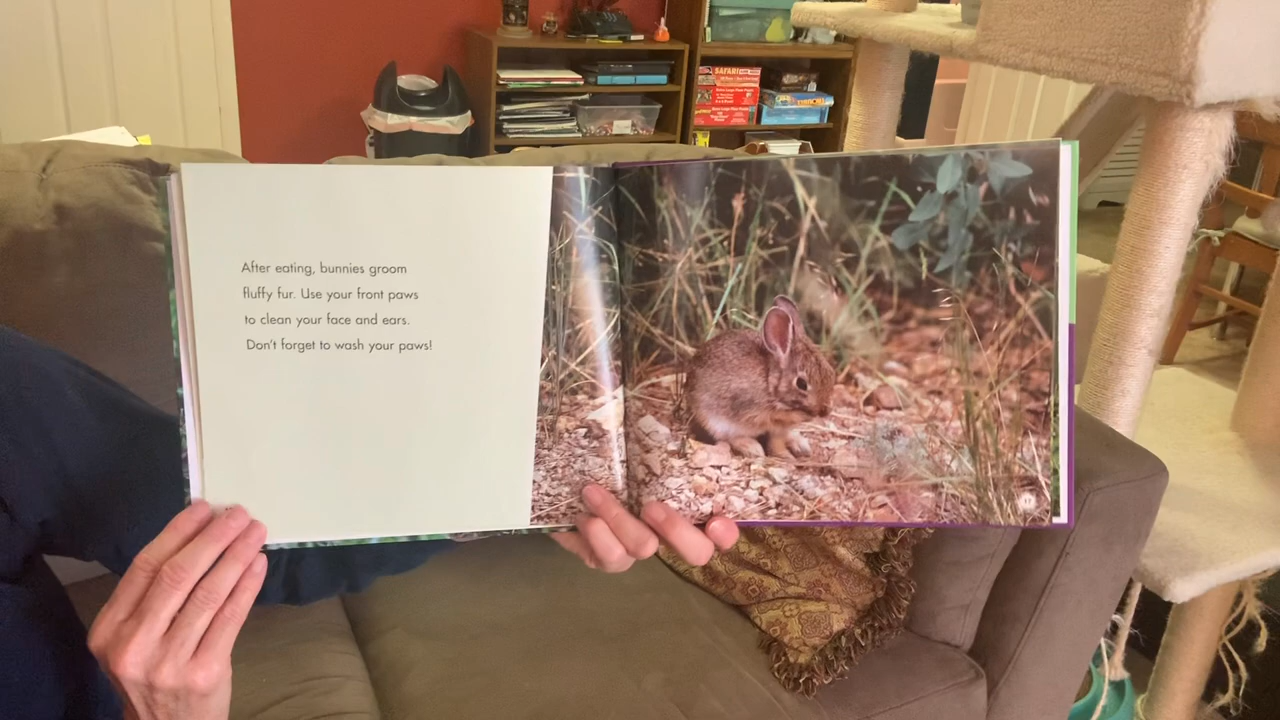 SAFARI
After eating, bunnies groom
fluffy fur. Use your front paws
to clean your face and ears.
Don't forget to wash your paws!